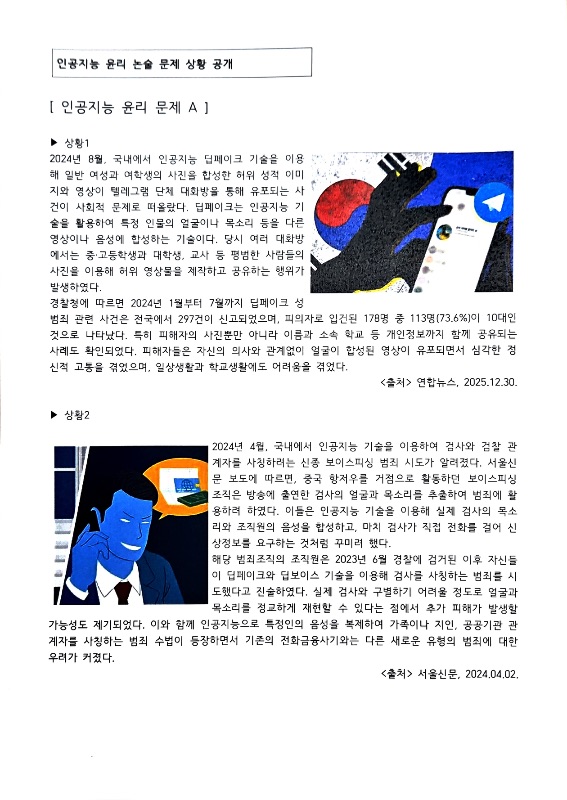 인공지능 윤리 논술 문제 상황 공개
[ 인공지능 윤리 문제 A ]
▶ 상황1
2024년 8월, 국내에서 인공지능 딥페이크 기술을 이용
해 일반 여성과 여학생의 사진을 합성한 허위 성적 이미
지와 영상이 텔레그램 단체 대화방을 통해 유포되는 사
건이 사회적 문제로 떠올랐다. 딥페이크는 인공지능 기
술을 활용하여 특정 인물의 얼굴이나 목소리 등을 다른
영상이나 음성에 합성하는 기술이다. 당시 여러 대화방
에서는 중·고등학생과 대학생, 교사 등 평범한 사람들의
사진을 이용해 허위 영상물을 제작하고 공유하는 행위가
발생하였다.
경찰청에 따르면 2024년 1월부터 7월까지 딥페이크 성
범죄 관련 사건은 전국에서 297건이 신고되었으며, 피의자로 입건된 178명 중 113명(73.6%)이 10대인
것으로 나타났다. 특히 피해자의 사진뿐만 아니라 이름과 소속 학교 등 개인정보까지 함께 공유되는
사례도 확인되었다. 피해자들은 자신의 의사와 관계없이 얼굴이 합성된 영상이 유포되면서 심각한 정
신적 고통을 겪었으며, 일상생활과 학교생활에도 어려움을 겪었다.
<출처> 연합뉴스, 2025.12.30.
▶ 상황2
2024년 4월, 국내에서 인공지능 기술을 이용하여 검사와 검찰 관
계자를 사칭하려는 신종 보이스피싱 범죄 시도가 알려졌다. 서울신
문 보도에 따르면, 중국 항저우를 거점으로 활동하던 보이스피싱
조직은 방송에 출연한 검사의 얼굴과 목소리를 추출하여 범죄에 활
용하려 하였다. 이들은 인공지능 기술을 이용해 실제 검사의 목소
리와 조직원의 음성을 합성하고, 마치 검사가 직접 전화를 걸어 신
상정보를 요구하는 것처럼 꾸미려 했다.
해당 범죄조직의 조직원은 2023년 6월 경찰에 검거된 이후 자신들
이 딥페이크와 딥보이스 기술을 이용해 검사를 사칭하는 범죄를 시
도했다고 진술하였다. 실제 검사와 구별하기 어려울 정도로 얼굴과
목소리를 정교하게 재현할 수 있다는 점에서 추가 피해가 발생할
가능성도 제기되었다. 이와 함께 인공지능으로 특정인의 음성을 복제하여 가족이나 지인, 공공기관 관
계자를 사칭하는 범죄 수법이 등장하면서 기존의 전화금융사기와는 다른 새로운 유형의 범죄에 대한
우려가 커졌다.
<출처> 서울신문, 2024.04.02.